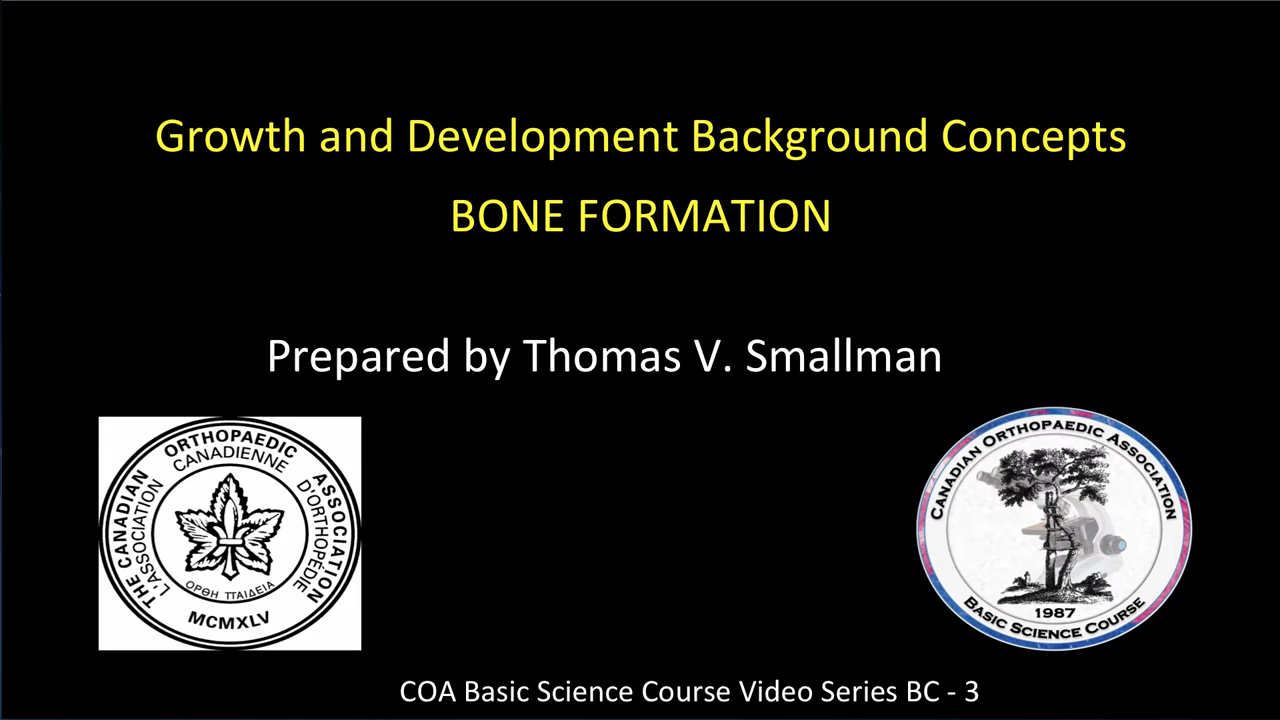 Growth and Development Background Concepts
BONE FORMATION
Prepared by Thomas V. Smallman
THE CANADIAN ORTHOPAEDIC ASSOCIATION
L'ASSOCIATION CANADIENNE D'ORTHOPÉDIE
ΟΡΘΗ ΠΑΙΔΕΙΑ
MCMXLV
CANADIAN ORTHOPAEDIC ASSOCIATION
1987
BASIC SCIENCE COURSE
COA Basic Science Course Video Series BC - 3